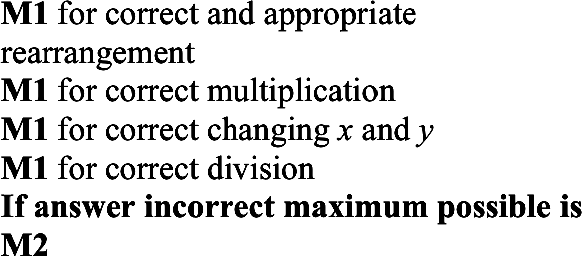 M1 for correct and appropriate
rearrangement
M1 for correct multiplication
M1 for correct changing x and y
M1 for correct division
If answer incorrect maximum possible is
M2